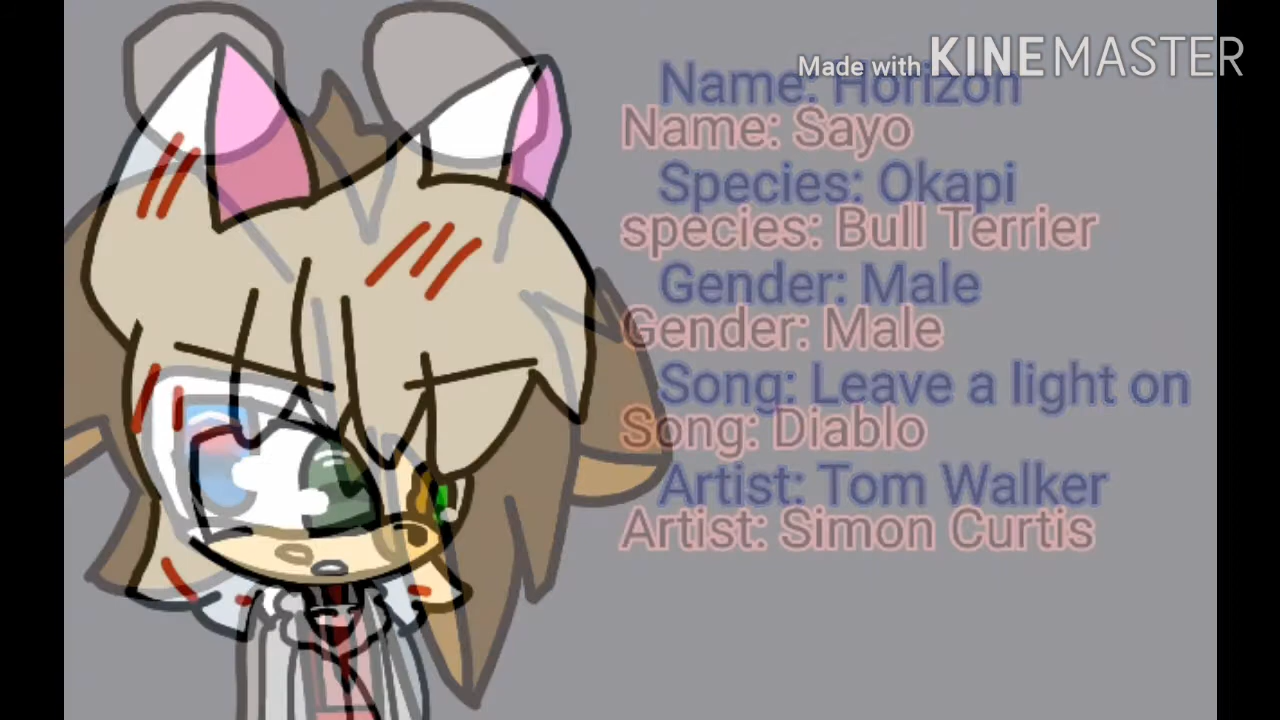 Made with KINEMASTER
Name: Horizon
Name: Sayo
Species: Okapi
species: Bull Terrier
Gender: Male
Gender: Male
Song: Leave a light on
Song: Diablo
Artist: Tom Walker
Artist: Simon Curtis